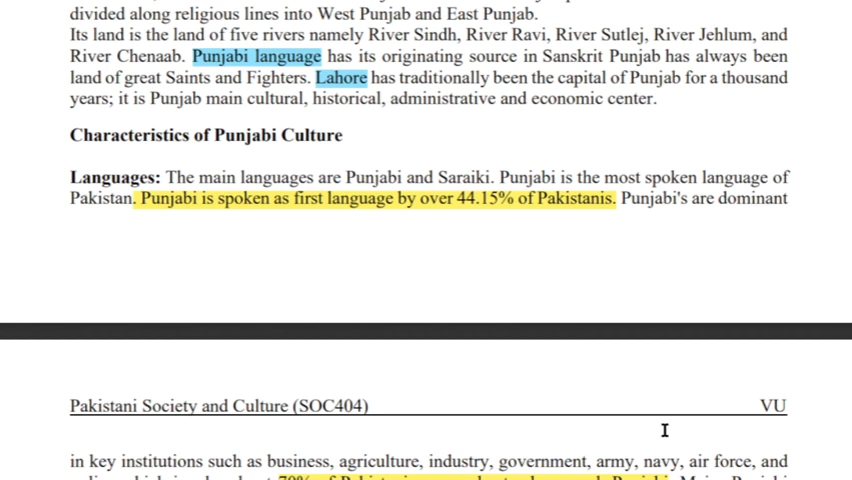 divided along religious lines into West Punjab and East Punjab.
Its land is the land of five rivers namely River Sindh, River Ravi, River Sutlej, River Jehlum, and
River Chenaab. Punjabi language has its originating source in Sanskrit Punjab has always been
land of great Saints and Fighters. Lahore has traditionally been the capital of Punjab for a thousand
years; it is Punjab main cultural, historical, administrative and economic center.
Characteristics of Punjabi Culture
Languages: The main languages are Punjabi and Saraiki. Punjabi is the most spoken language of
Pakistan. Punjabi is spoken as first language by over 44.15% of Pakistanis. Punjabi's are dominant
Pakistani Society and Culture (SOC404) VU
in key institutions such as business, agriculture, industry, government, army, navy, air force, and